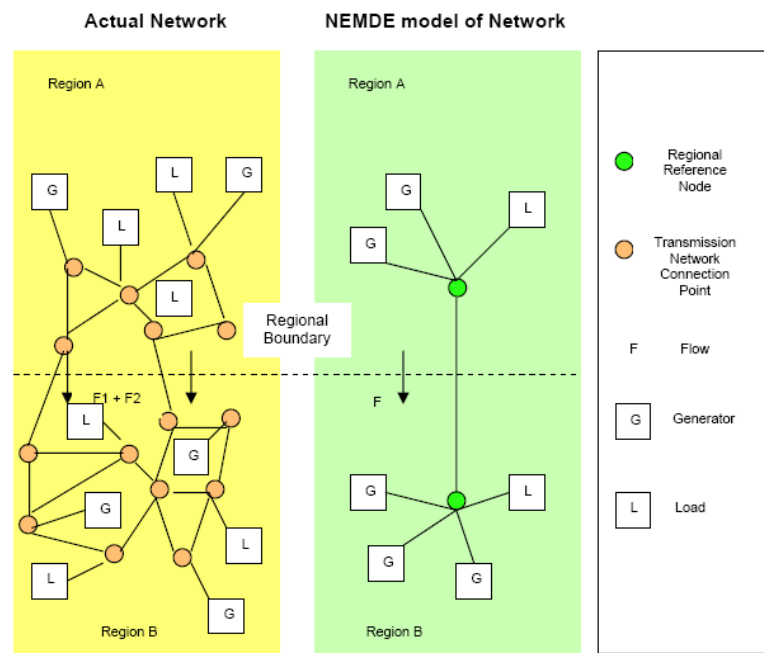 Actual Network
NEMDE model of Network
Region A
G
L
G
L
L
F1 + F2
L
G
G
L
L
G
Region B
Regional
Boundary
Region A
G
L
G
F
G
L
G
G
Region B
Regional
Reference
Node
Transmission
Network
Connection
Point
F Flow
G Generator
L Load